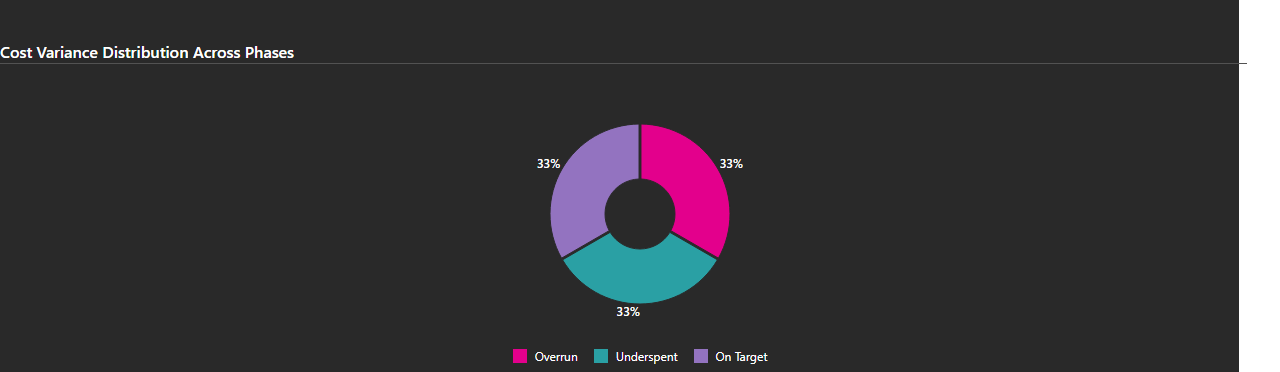 Cost Variance Distribution Across Phases
33% 33%
33%
Overrun Underspent On Target